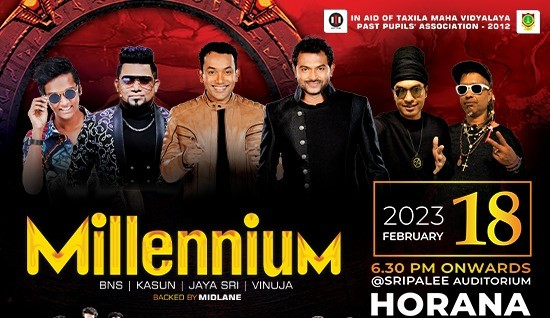 IN AID OF TAXILA MAHA VIDYALAYA
PAST PUPILS' ASSOCIATION - 2012
Millennium
BNS | KASUN | JAYA SRI | VINUJA
BACKED BY MIDLANE
2023
FEBRUARY
18
6.30 PM ONWARDS
@SRIPALEE AUDITORIUM
HORANA